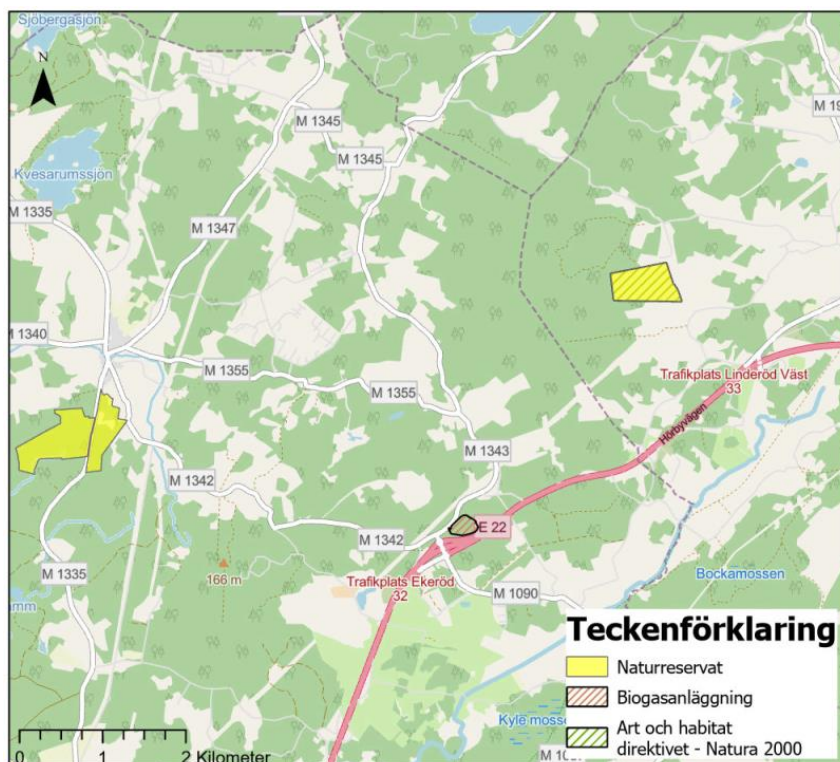 Sjöbergasjön
N
M 1345
M 1345
Kvesarumssjön
M 1335
M 1347
M 1340
M 1355
M 1355
Trafikplats Linderöd Väst
33
Hörbyvägen
M 1343
M 1342
M 1342
E 22
M 1335
166 m
Trafikplats Ekeröd
32
M 1090
Bockamossen
Kyle mosse
Teckenförklaring
Naturreservat
Biogasanläggning
Art och habitat
direktivet - Natura 2000
0 1 2 Kilometer